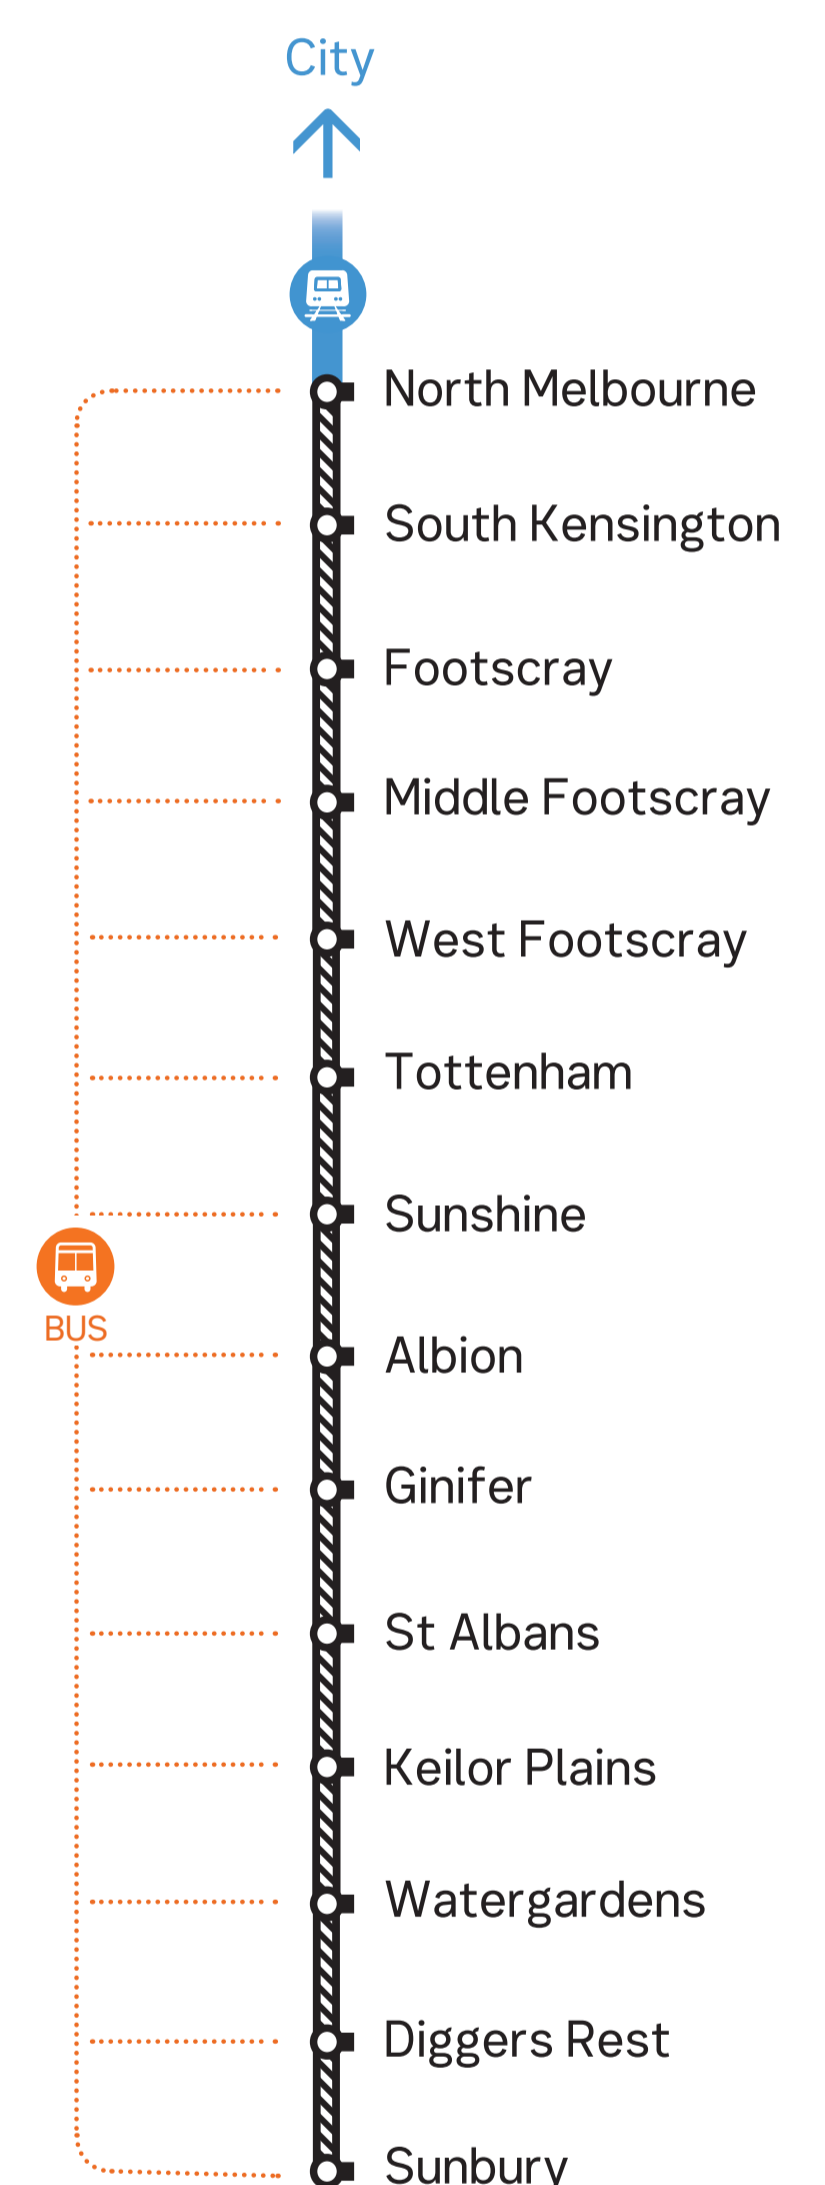 City
North Melbourne
South Kensington
Footscray
Middle Footscray
West Footscray
Tottenham
Sunshine
BUS
Albion
Ginifer
St Albans
Keilor Plains
Watergardens
Diggers Rest
Sunbury